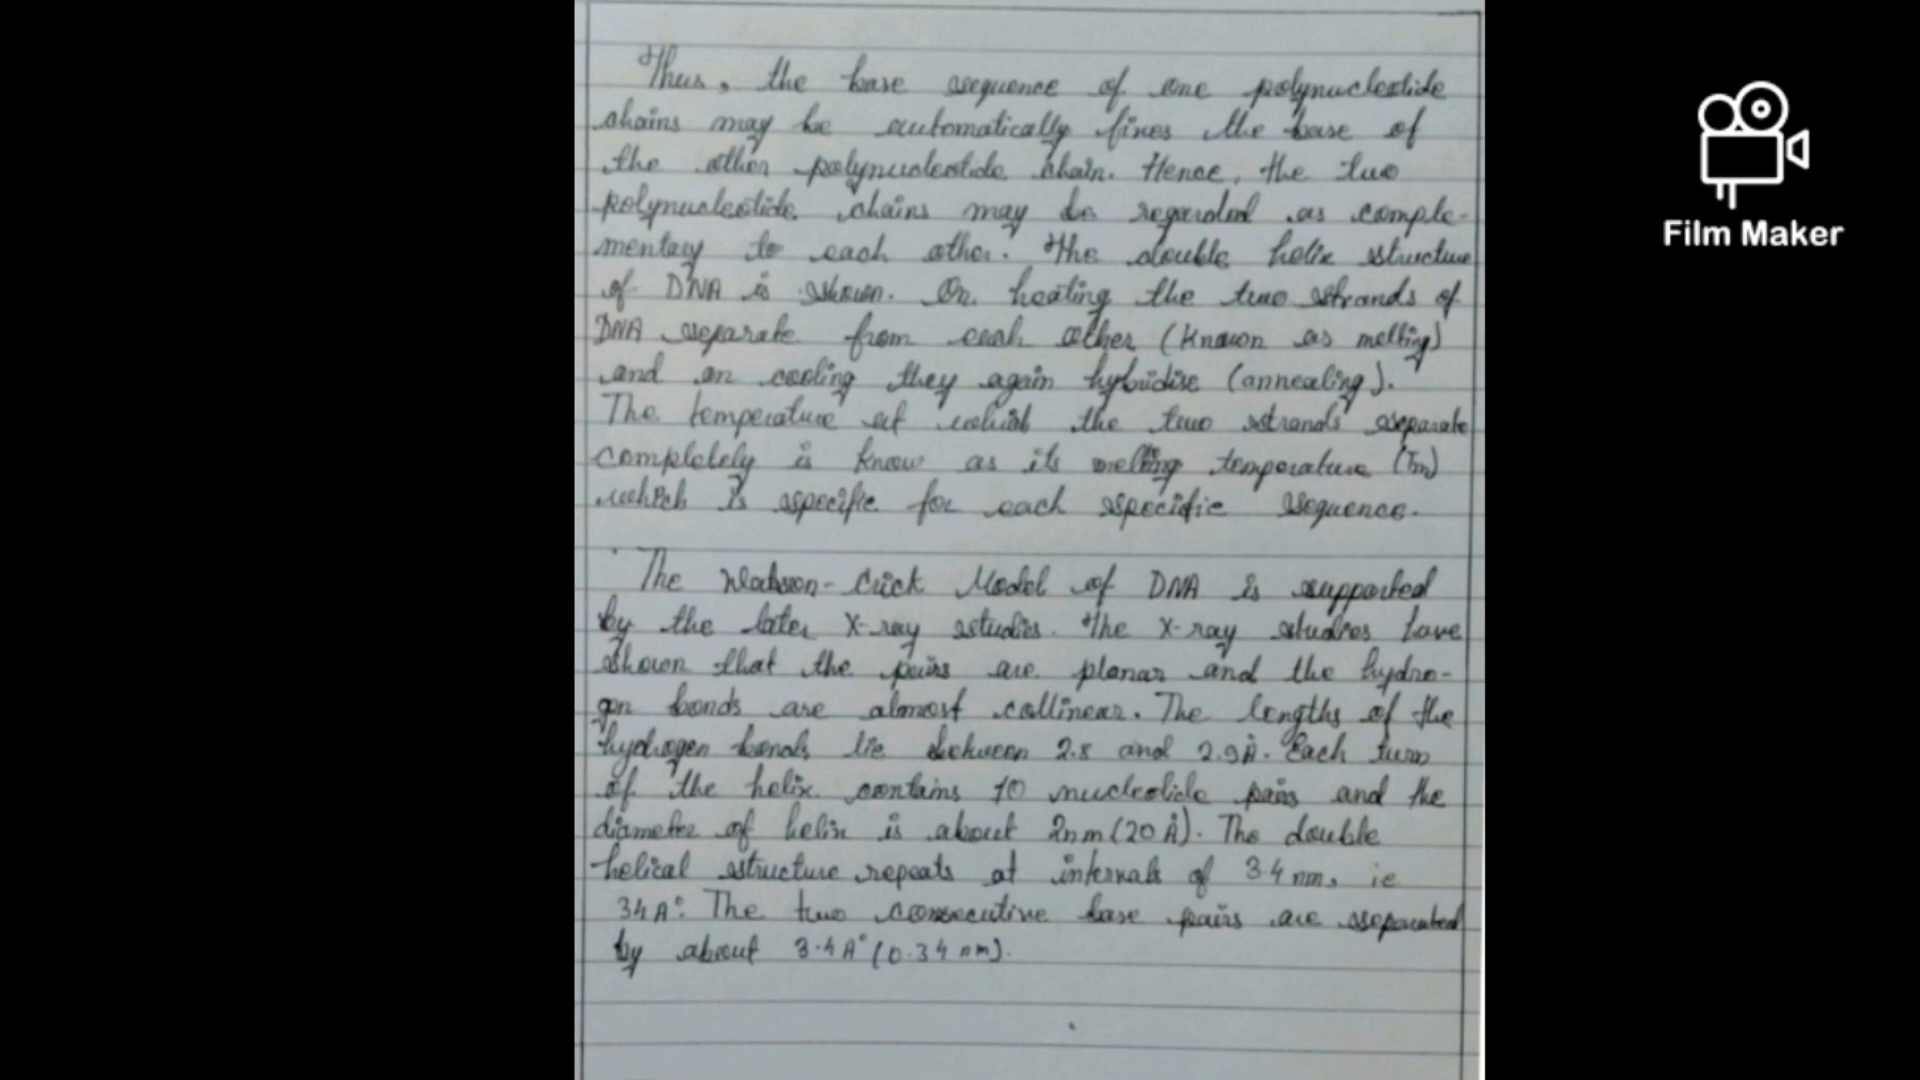 Thus, the base sequence of one polynucleotide
chains may be automatically fixes the base of
the other polynucleotide chain. Hence, the two
polynucleotide chains may be regarded as comple-
mentary to each other. The double helix structure
of DNA is shown. On heating the two strands of
DNA separate from each other (known as melting)
and on cooling they again hybridise (annealing).
The temperature at which the two strands separate
completely is know as its melting temperature (Tm)
which is specific for each specific sequence.
The Watson-Crick Model of DNA is supported
by the later X-ray studies. The X-ray studies have
shown that the pairs are planar and the hydro-
gen bonds are almost collinear. The lengths of the
hydrogen bonds lie between 2.8 and 2.9Å. Each turn
of the helix contains 10 nucleotide pairs and the
diameter of helix is about 2nm (20 Å). The double
helical structure repeats at intervals of 3.4 nm, ie
34 A°. The two consecutive base pairs are separated
by about 3.4 A° (0.34 nm).
Film Maker